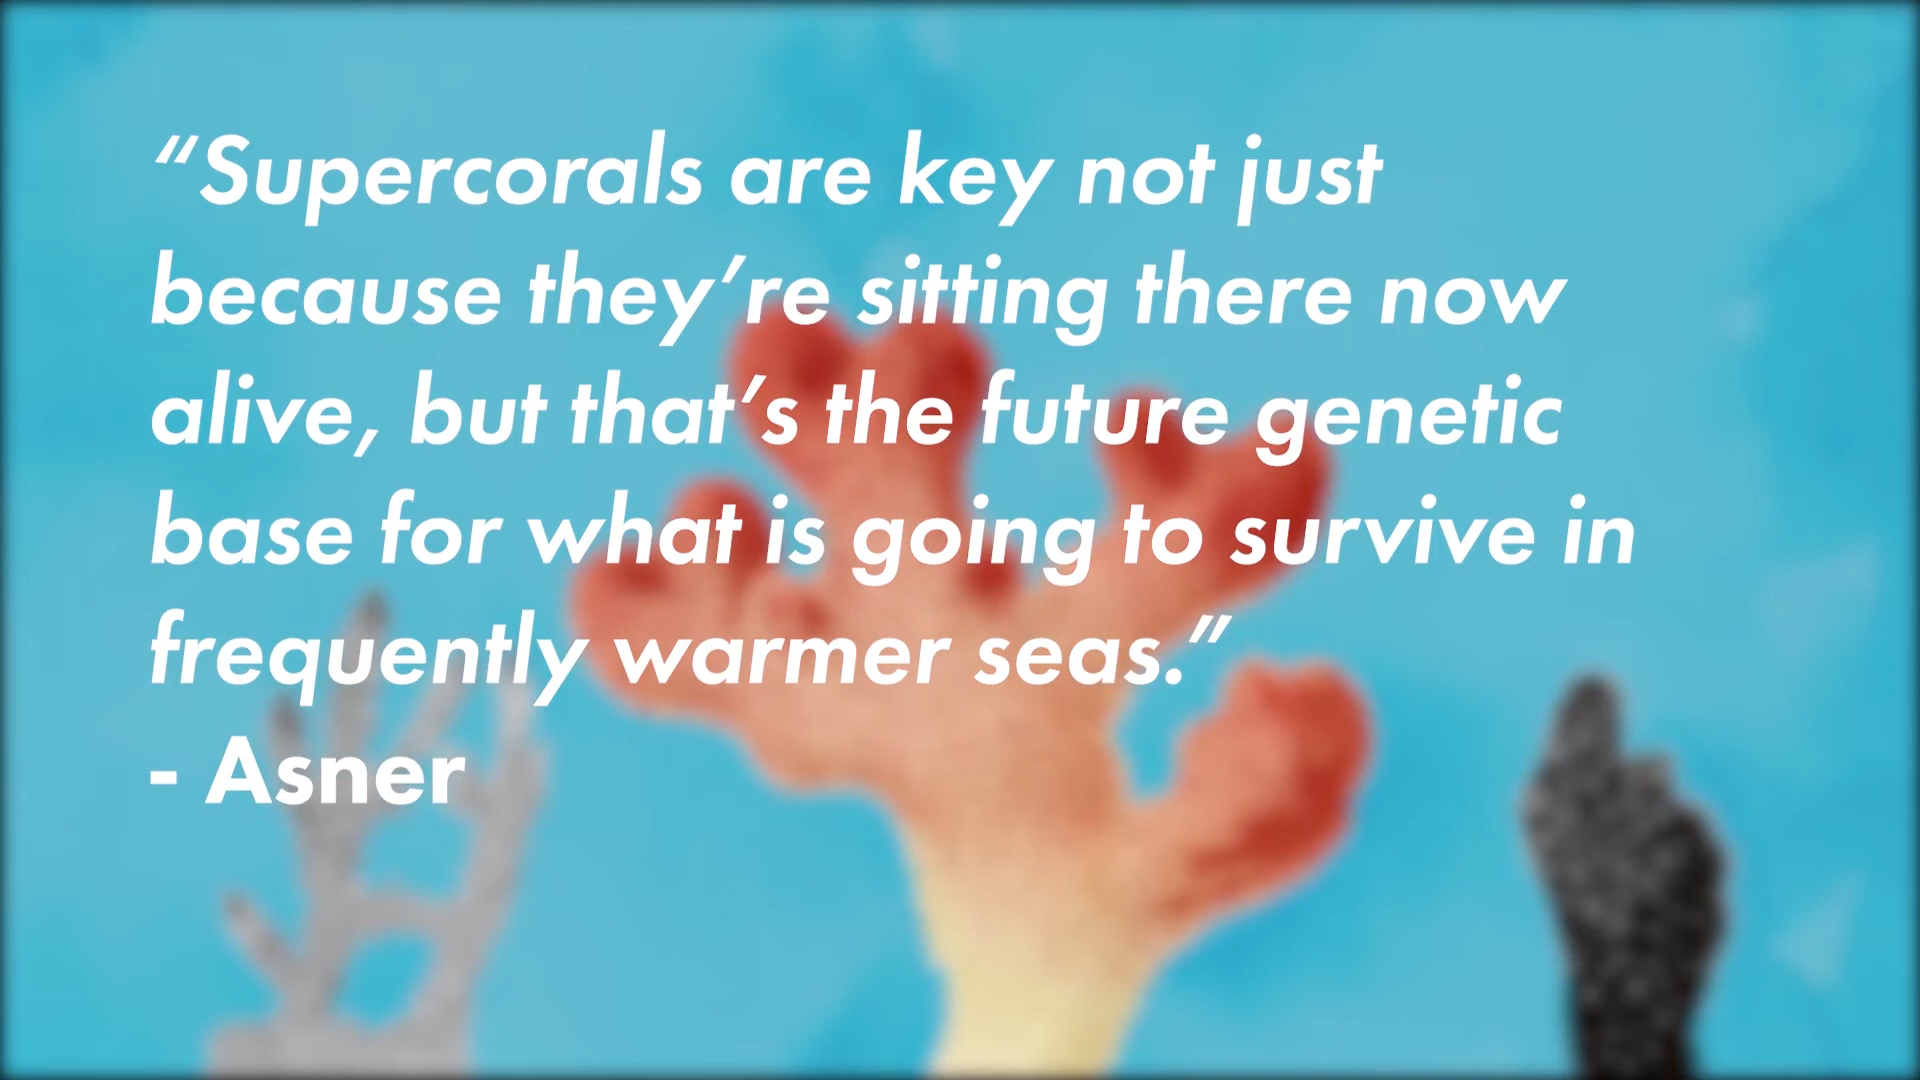 “Supercorals are key not just
because they’re sitting there now
alive, but that’s the future genetic
base for what is going to survive in
frequently warmer seas.”
- Asner